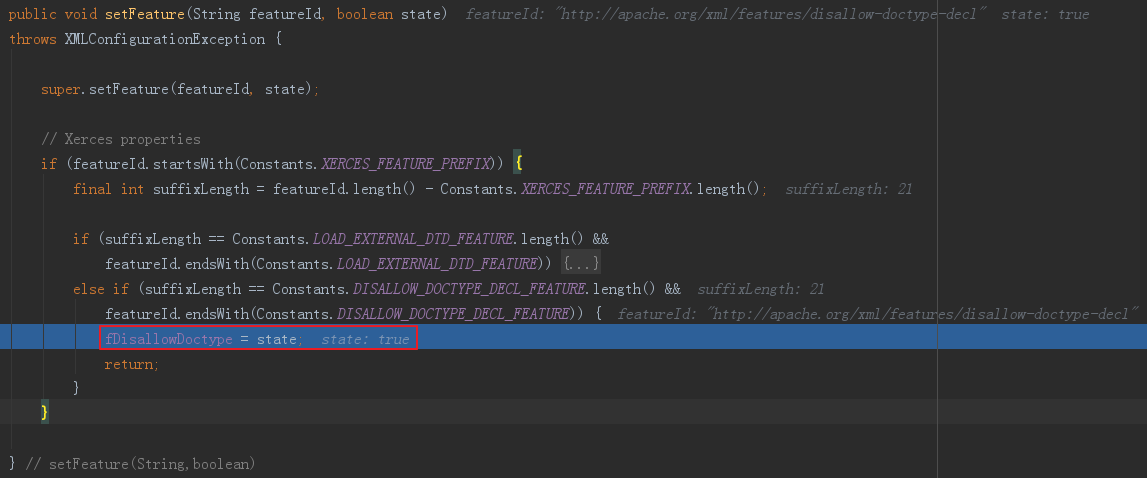 public void setFeature(String featureId, boolean state)  featureId: "http://apache.org/xml/features/disallow-doctype-decl"  state: true
throws XMLConfigurationException {
super.setFeature(featureId, state);
// Xerces properties
if (featureId.startsWith(Constants.XERCES_FEATURE_PREFIX)) {
final int suffixLength = featureId.length() - Constants.XERCES_FEATURE_PREFIX.length();  suffixLength: 21
if (suffixLength == Constants.LOAD_EXTERNAL_DTD_FEATURE.length() &&
featureId.endsWith(Constants.LOAD_EXTERNAL_DTD_FEATURE)) {...}
else if (suffixLength == Constants.DISALLOW_DOCTYPE_DECL_FEATURE.length() &&  suffixLength: 21
featureId.endsWith(Constants.DISALLOW_DOCTYPE_DECL_FEATURE)) {  featureId: "http://apache.org/xml/features/disallow-doctype-decl"
fDisallowDoctype = state;  state: true
return;
}
}
} // setFeature(String,boolean)